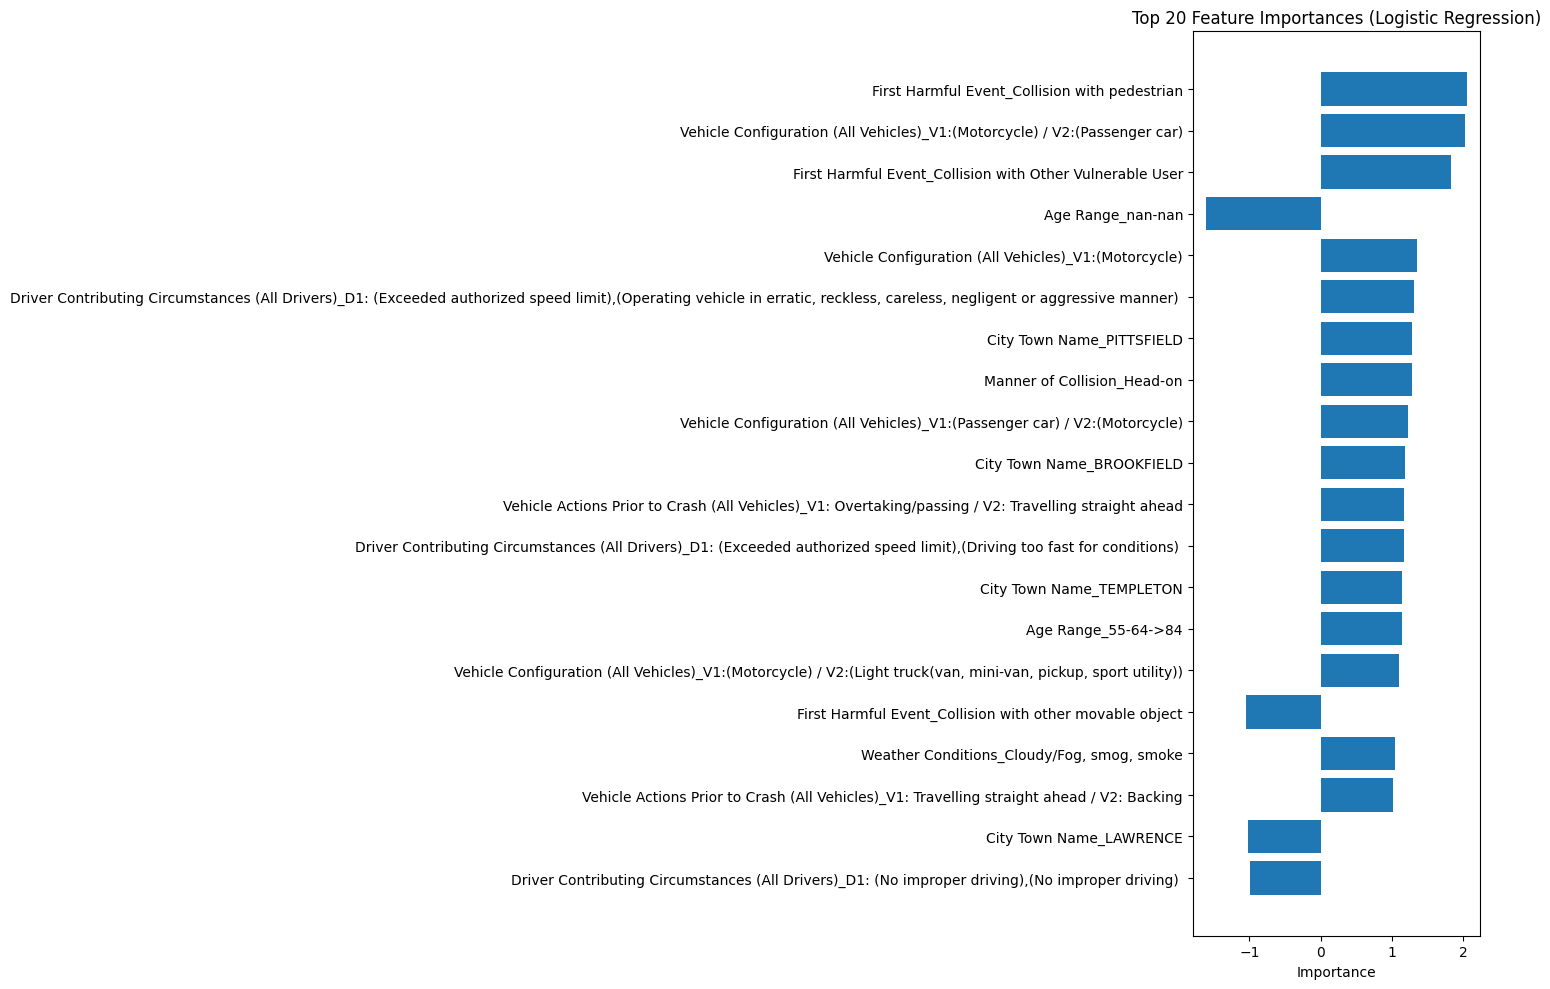 Top 20 Feature Importances (Logistic Regression)
First Harmful Event_Collision with pedestrian
Vehicle Configuration (All Vehicles)_V1:(Motorcycle) / V2:(Passenger car)
First Harmful Event_Collision with Other Vulnerable User
Age Range_nan-nan
Vehicle Configuration (All Vehicles)_V1:(Motorcycle)
Driver Contributing Circumstances (All Drivers)_D1: (Exceeded authorized speed limit),(Operating vehicle in erratic, reckless, careless, negligent or aggressive manner)
City Town Name_PITTSFIELD
Manner of Collision_Head-on
Vehicle Configuration (All Vehicles)_V1:(Passenger car) / V2:(Motorcycle)
City Town Name_BROOKFIELD
Vehicle Actions Prior to Crash (All Vehicles)_V1: Overtaking/passing / V2: Travelling straight ahead
Driver Contributing Circumstances (All Drivers)_D1: (Exceeded authorized speed limit),(Driving too fast for conditions)
City Town Name_TEMPLETON
Age Range_55-64->84
Vehicle Configuration (All Vehicles)_V1:(Motorcycle) / V2:(Light truck(van, mini-van, pickup, sport utility))
First Harmful Event_Collision with other movable object
Weather Conditions_Cloudy/Fog, smog, smoke
Vehicle Actions Prior to Crash (All Vehicles)_V1: Travelling straight ahead / V2: Backing
City Town Name_LAWRENCE
Driver Contributing Circumstances (All Drivers)_D1: (No improper driving),(No improper driving)
−1 0 1 2
Importance